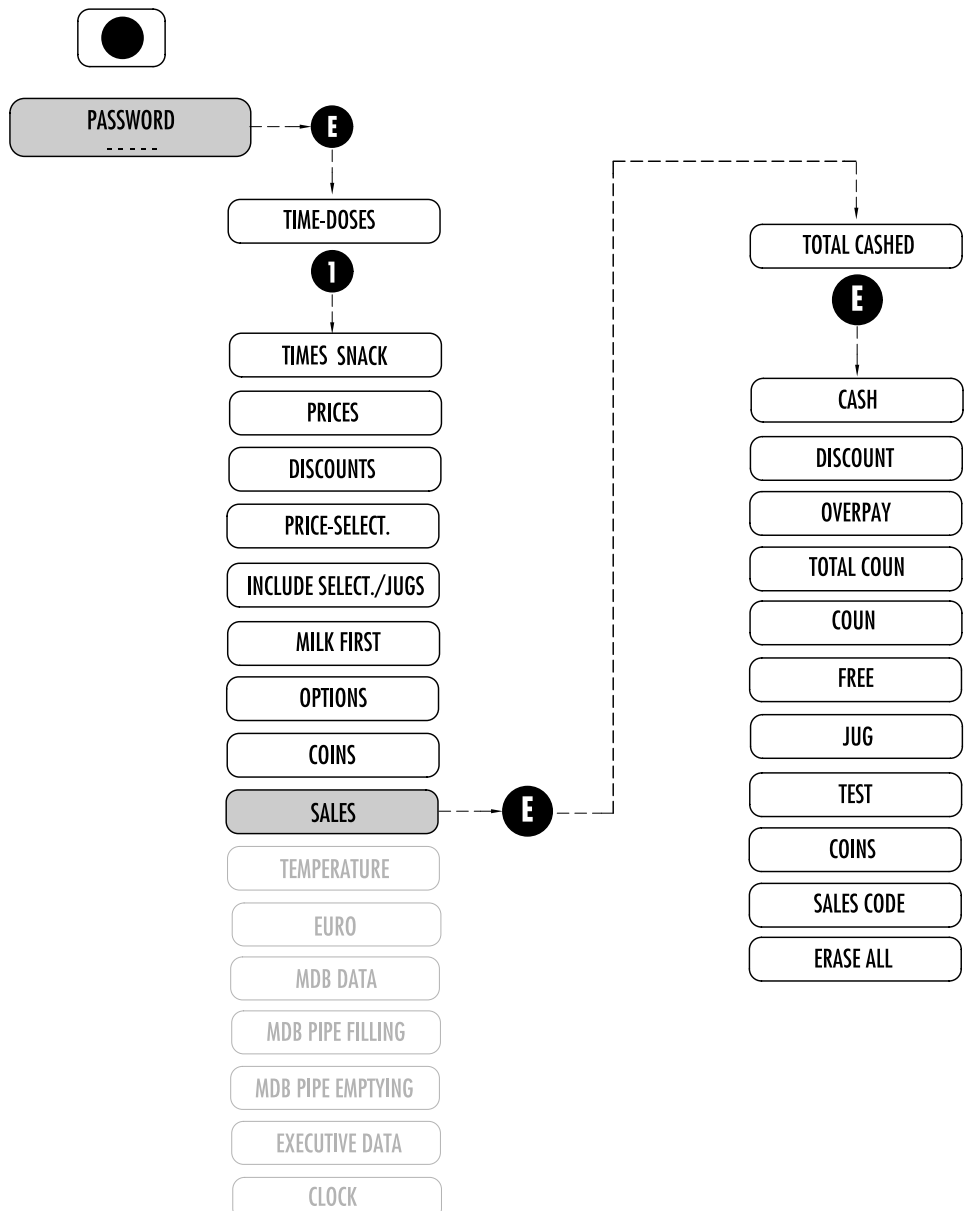 PASSWORD
- - - - -
E
TIME-DOSES
1
TIMES SNACK
PRICES
DISCOUNTS
PRICE-SELECT.
INCLUDE SELECT./JUGS
MILK FIRST
OPTIONS
COINS
SALES
E
TEMPERATURE
EURO
MDB DATA
MDB PIPE FILLING
MDB PIPE EMPTYING
EXECUTIVE DATA
CLOCK
TOTAL CASHED
E
CASH
DISCOUNT
OVERPAY
TOTAL COUN
COUN
FREE
JUG
TEST
COINS
SALES CODE
ERASE ALL